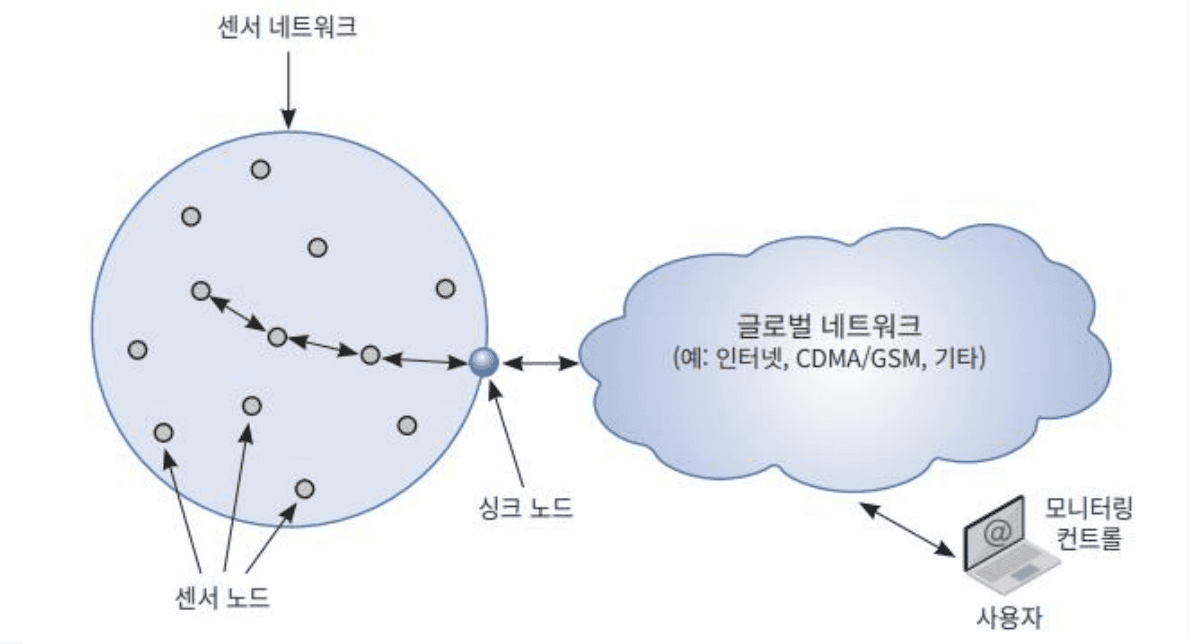 센서 네트워크
글로벌 네트워크
(예: 인터넷, CDMA/GSM, 기타)
싱크 노드
센서 노드
@
모니터링
컨트롤
사용자